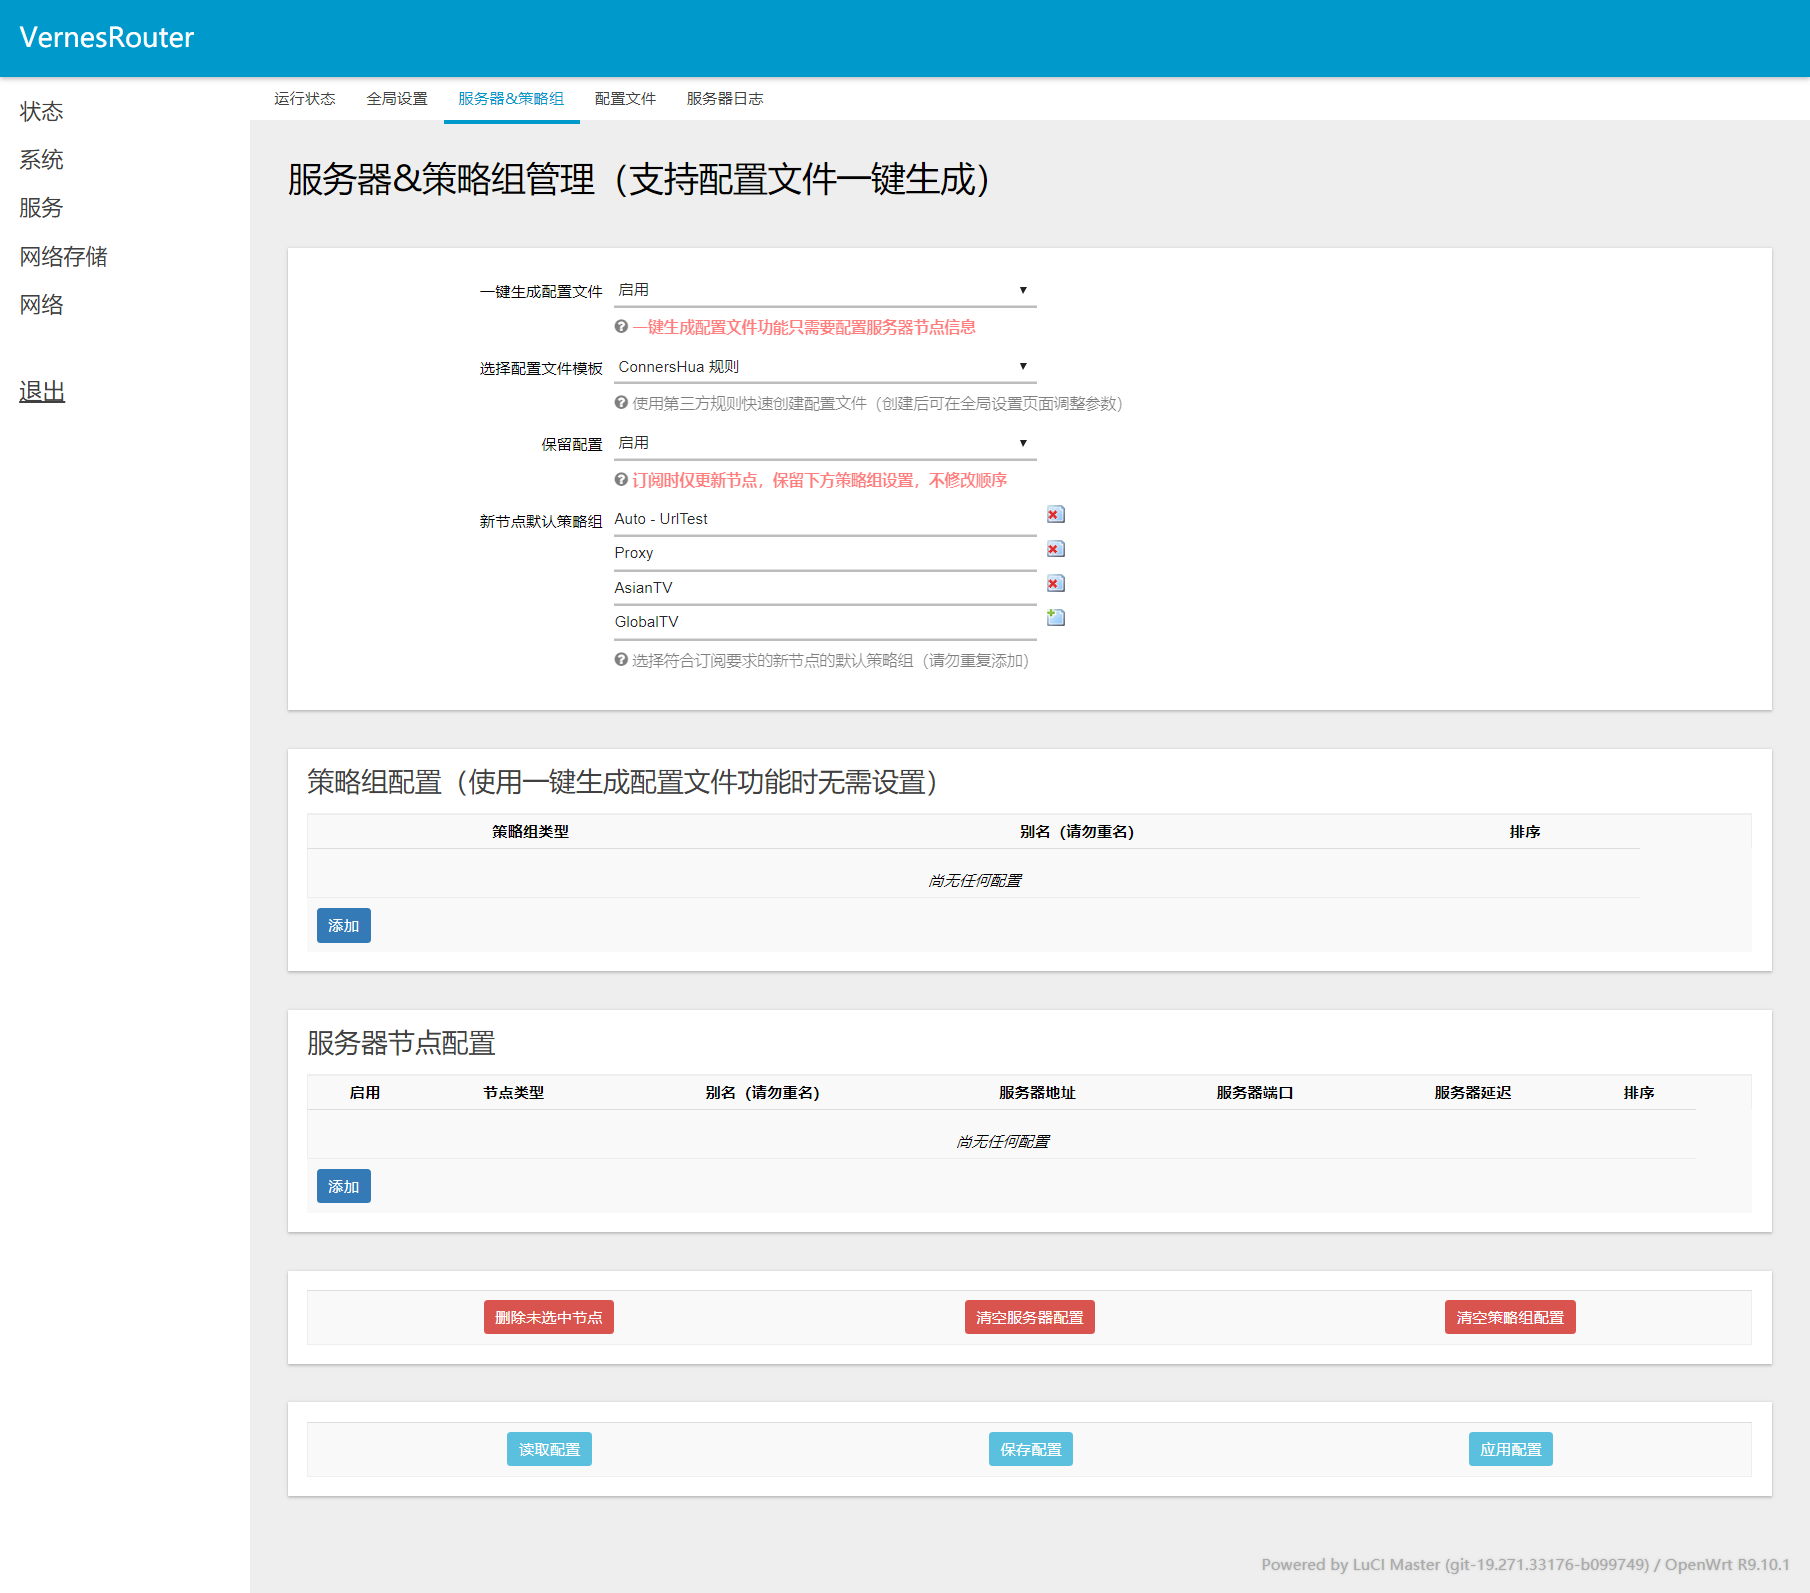 VernesRouter
状态
系统
服务
网络存储
网络
退出
运行状态 全局设置 服务器&策略组 配置文件 服务器日志
服务器&策略组管理（支持配置文件一键生成）
一键生成配置文件 启用
一键生成配置文件功能只需要配置服务器节点信息
选择配置文件模板 ConnersHua 规则
使用第三方规则快速创建配置文件（创建后可在全局设置页面调整参数）
保留配置 启用
订阅时仅更新节点，保留下方策略组设置，不修改顺序
新节点默认策略组 Auto - UrlTest
Proxy
AsianTV
GlobalTV
选择符合订阅要求的新节点的默认策略组（请勿重复添加）
策略组配置（使用一键生成配置文件功能时无需设置）
策略组类型 别名（请勿重名） 排序
尚无任何配置
添加
服务器节点配置
启用 节点类型 别名（请勿重名） 服务器地址 服务器端口 服务器延迟 排序
尚无任何配置
添加
删除未选中节点 清空服务器配置 清空策略组配置
读取配置 保存配置 应用配置
Powered by LuCI Master (git-19.271.33176-b099749) / OpenWrt R9.10.1